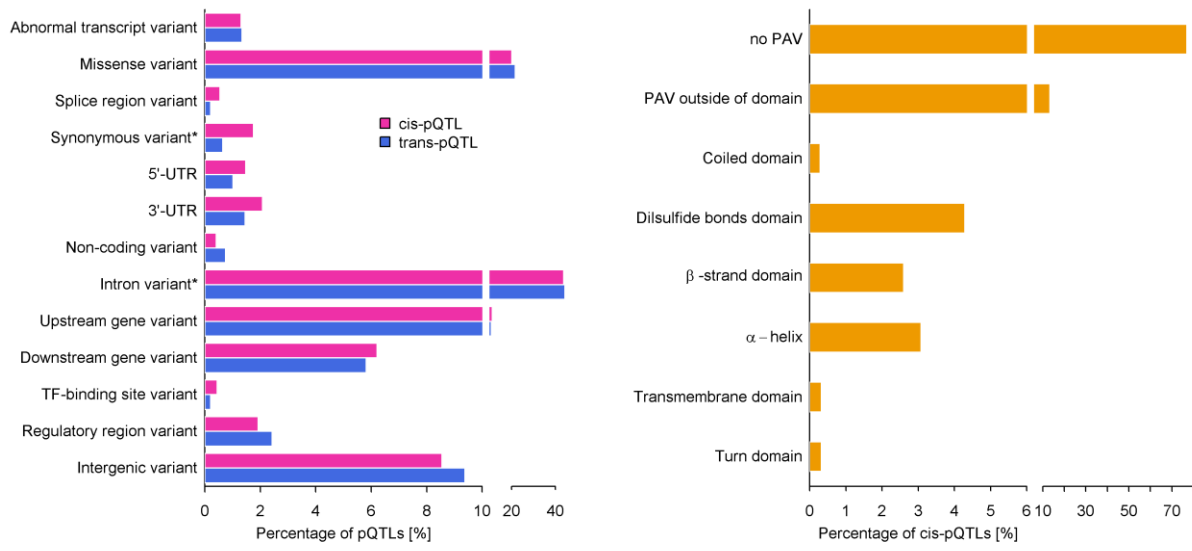 Abnormal transcript variant
Missense variant
Splice region variant
Synonymous variant*
5'-UTR
3'-UTR
Non-coding variant
Intron variant*
Upstream gene variant
Downstream gene variant
TF-binding site variant
Regulatory region variant
Intergenic variant
cis-pQTL
trans-pQTL
0 2 4 6 8 10 20 40
Percentage of pQTLs [%]
no PAV
PAV outside of domain
Coiled domain
Dilsulfide bonds domain
β -strand domain
α – helix
Transmembrane domain
Turn domain
0 1 2 3 4 5 6 10 30 50 70
Percentage of cis-pQTLs [%]